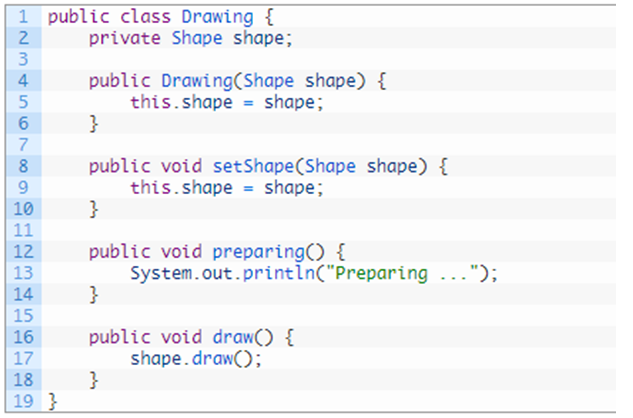 1 public class Drawing {
2     private Shape shape;
3
4     public Drawing(Shape shape) {
5         this.shape = shape;
6     }
7
8     public void setShape(Shape shape) {
9         this.shape = shape;
10     }
11
12     public void preparing() {
13         System.out.println("Preparing ...");
14     }
15
16     public void draw() {
17         shape.draw();
18     }
19 }